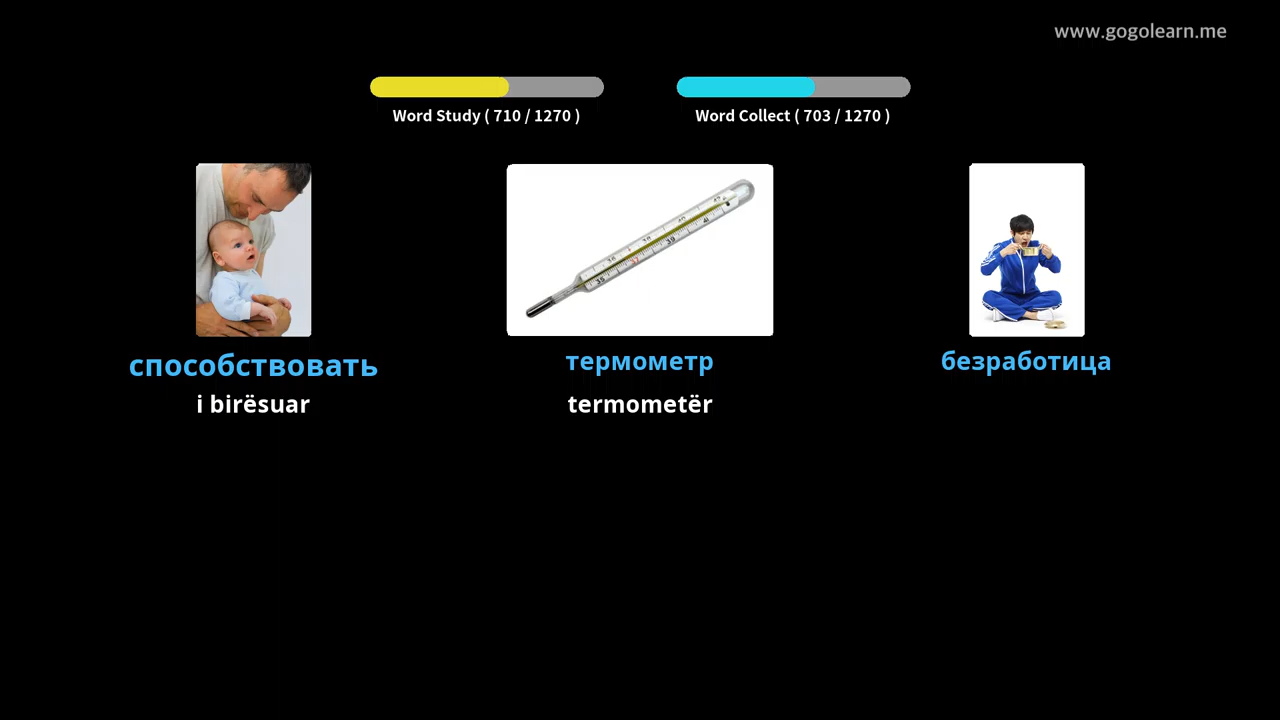 www.gogolearn.me
Word Study ( 710 / 1270 )
Word Collect ( 703 / 1270 )
способствовать
i birësuar
термометр
termometër
безработица